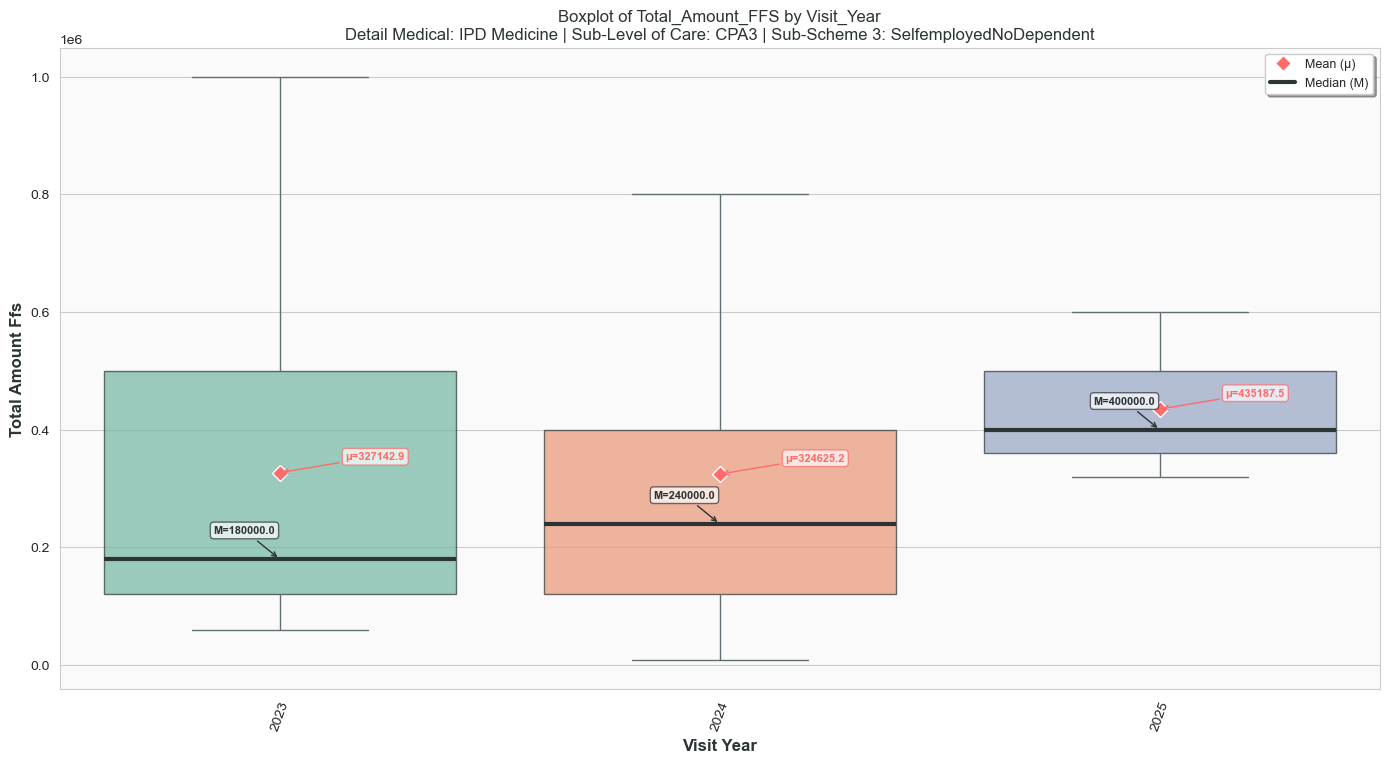 Boxplot of Total_Amount_FFS by Visit_Year
Detail Medical: IPD Medicine | Sub-Level of Care: CPA3 | Sub-Scheme 3: SelfemployedNoDependent
1e6
Mean (μ)
Median (M)
1.0
0.8
0.6
0.4
0.2
0.0
Total Amount Ffs
μ=327142.9
M=180000.0
μ=324625.2
M=240000.0
μ=435187.5
M=400000.0
2023
2024
2025
Visit Year